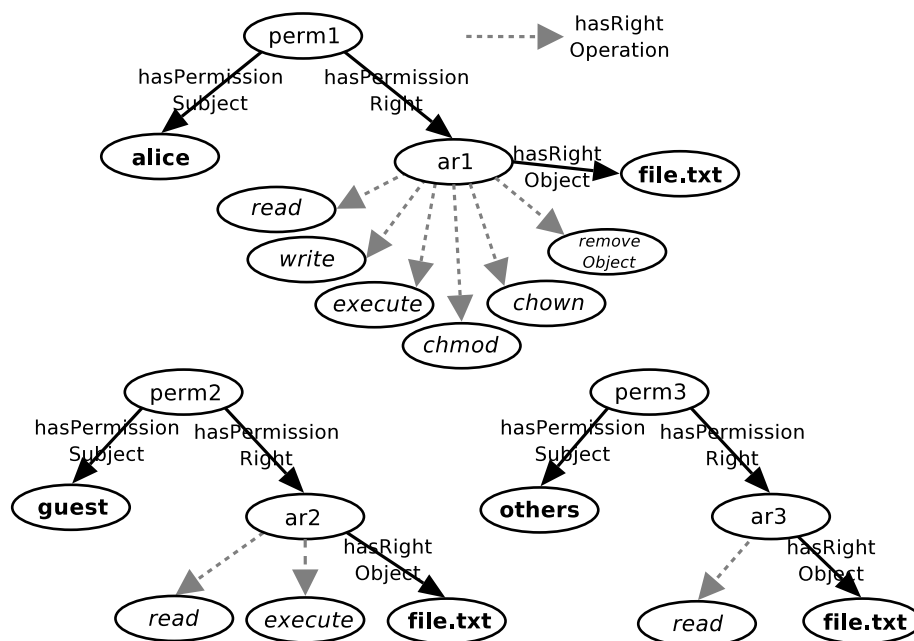 perm1
hasRight
Operation
hasPermission
Subject
hasPermission
Right
alice
ar1
hasRight
Object
file.txt
read
write
execute
chmod
chown
remove
Object
perm2
hasPermission
Subject
hasPermission
Right
guest
ar2
hasRight
Object
read
execute
file.txt
perm3
hasPermission
Subject
hasPermission
Right
others
ar3
hasRight
Object
read
file.txt